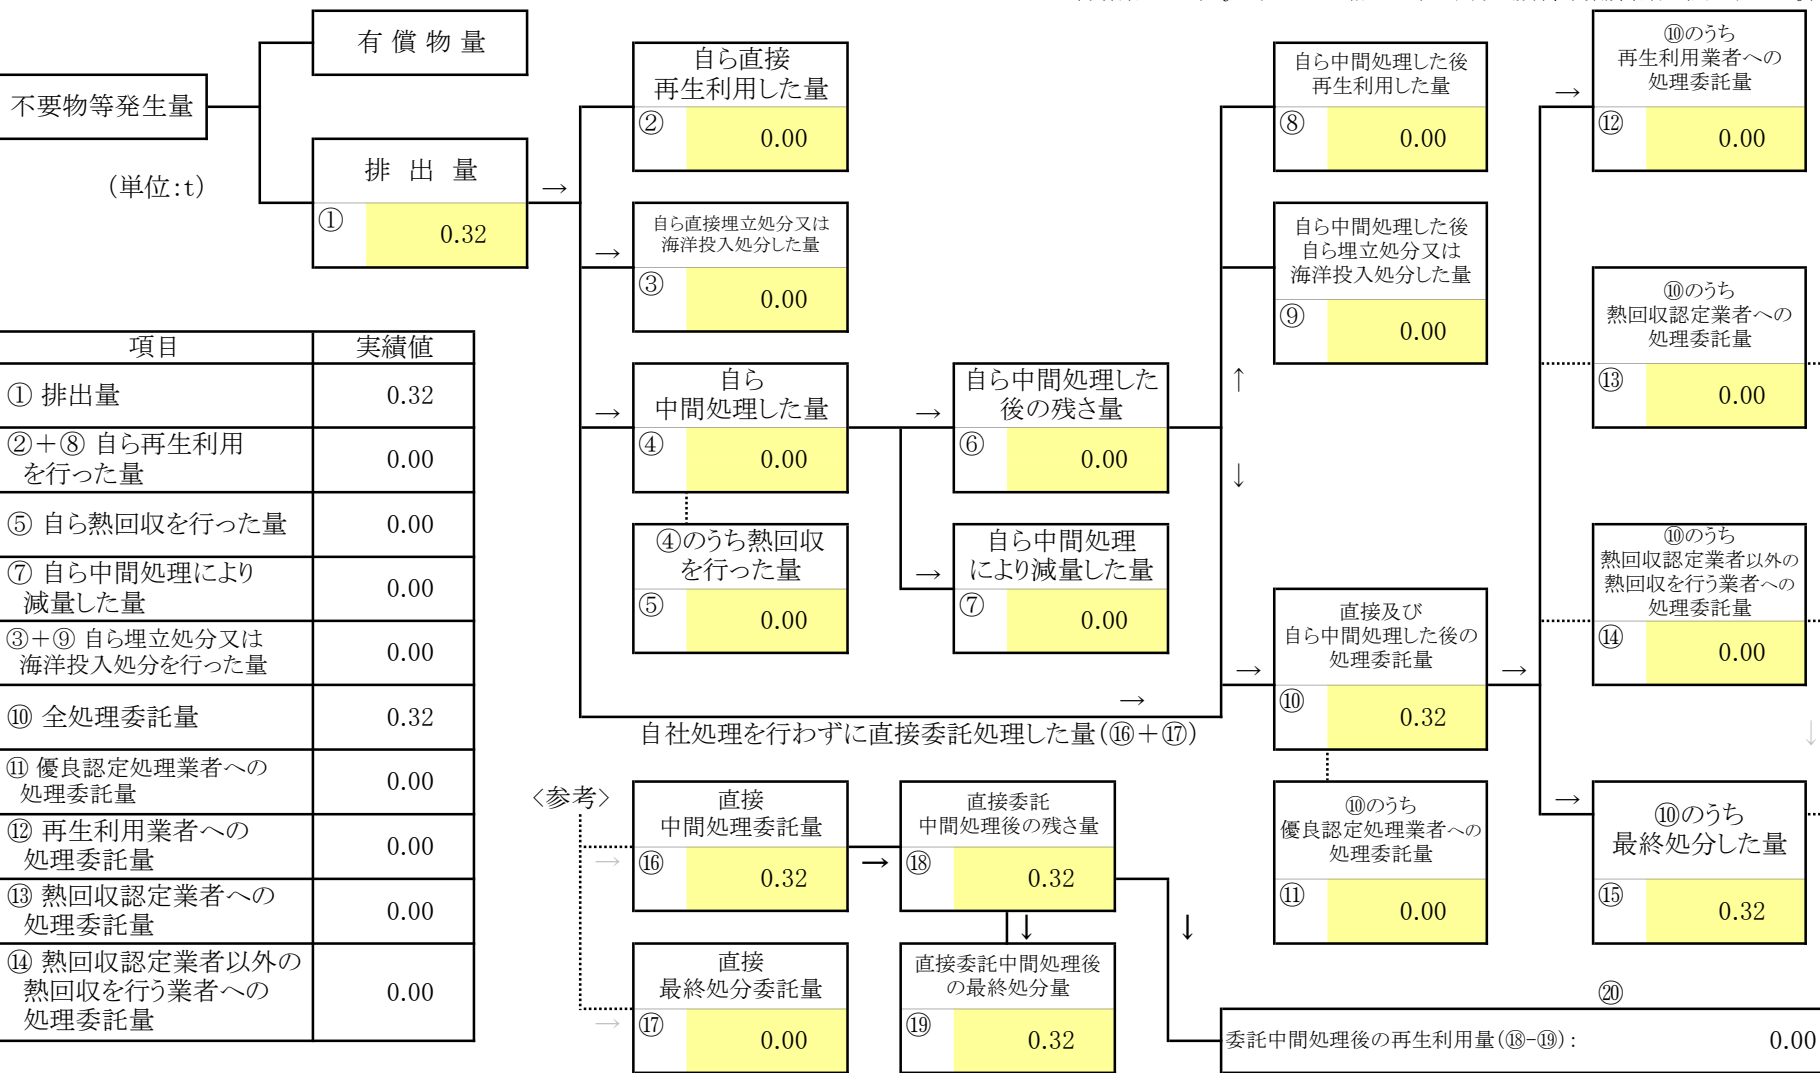 有 償 物 量
不要物等発生量
(単位:t)
排 出 量
①
0.32
→
自ら直接
再生利用した量
②
0.00
→
自ら直接埋立処分又は
海洋投入処分した量
③
0.00
→
自ら
中間処理した量
④
0.00
④のうち熱回収
を行った量
⑤
0.00
→
自ら中間処理した
後の残さ量
⑥
0.00
→
自ら中間処理
により減量した量
⑦
0.00
自ら中間処理した後
再生利用した量
⑧
0.00
自ら中間処理した後
自ら埋立処分又は
海洋投入処分した量
⑨
0.00
↑
↓
→
自社処理を行わずに直接委託処理した量(⑯+⑰)
→
直接及び
自ら中間処理した後の
処理委託量
⑩
0.32
⑩のうち
優良認定処理業者への
処理委託量
⑪
0.00
→
→
⑩のうち
再生利用業者への
処理委託量
⑫
0.00
⑩のうち
熱回収認定業者への
処理委託量
⑬
0.00
⑩のうち
熱回収認定業者以外の
熱回収を行う業者への
処理委託量
⑭
0.00
↓
→
⑩のうち
最終処分した量
⑮
0.32
項目 実績値
① 排出量 0.32
②+⑧ 自ら再生利用
を行った量 0.00
⑤ 自ら熱回収を行った量 0.00
⑦ 自ら中間処理により
減量した量 0.00
③+⑨ 自ら埋立処分又は
海洋投入処分を行った量 0.00
⑩ 全処理委託量 0.32
⑪ 優良認定処理業者への
処理委託量 0.00
⑫ 再生利用業者への
処理委託量 0.00
⑬ 熱回収認定業者への
処理委託量 0.00
⑭ 熱回収認定業者以外の
熱回収を行う業者への
処理委託量 0.00
<参考>
→
直接
中間処理委託量
⑯
0.32
→
直接委託
中間処理後の残さ量
⑱
0.32
↓
↓
→
直接
最終処分委託量
⑰
0.00
直接委託中間処理後
の最終処分量
⑲
0.32
⑳
委託中間処理後の再生利用量(⑱-⑲): 0.00